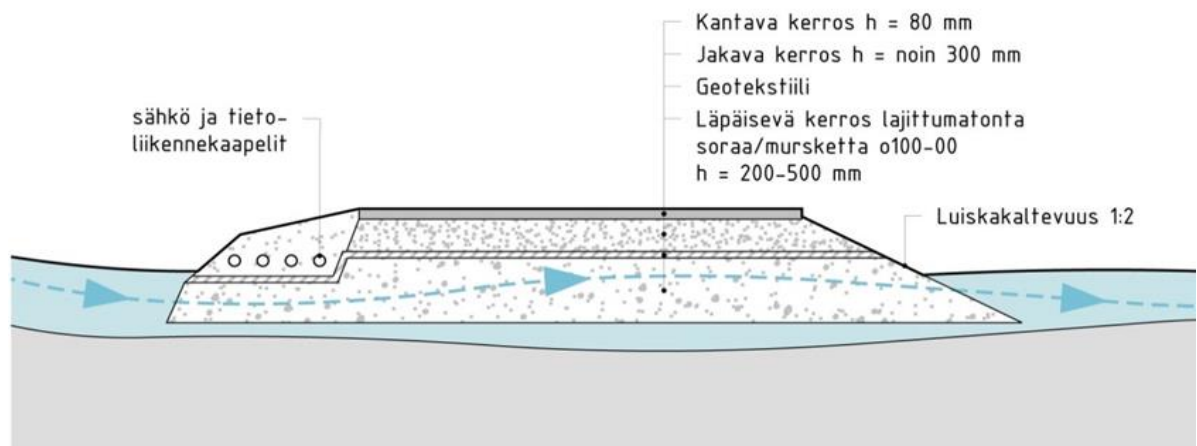 Kantava kerros h = 80 mm
Jakava kerros h = noin 300 mm
Geotekstiili
Läpäisevä kerros lajittumatonta
soraa/mursketta o100-00
h = 200-500 mm
sähkö ja tieto-
liikennekaapelit
Luiskakaltevuus 1:2